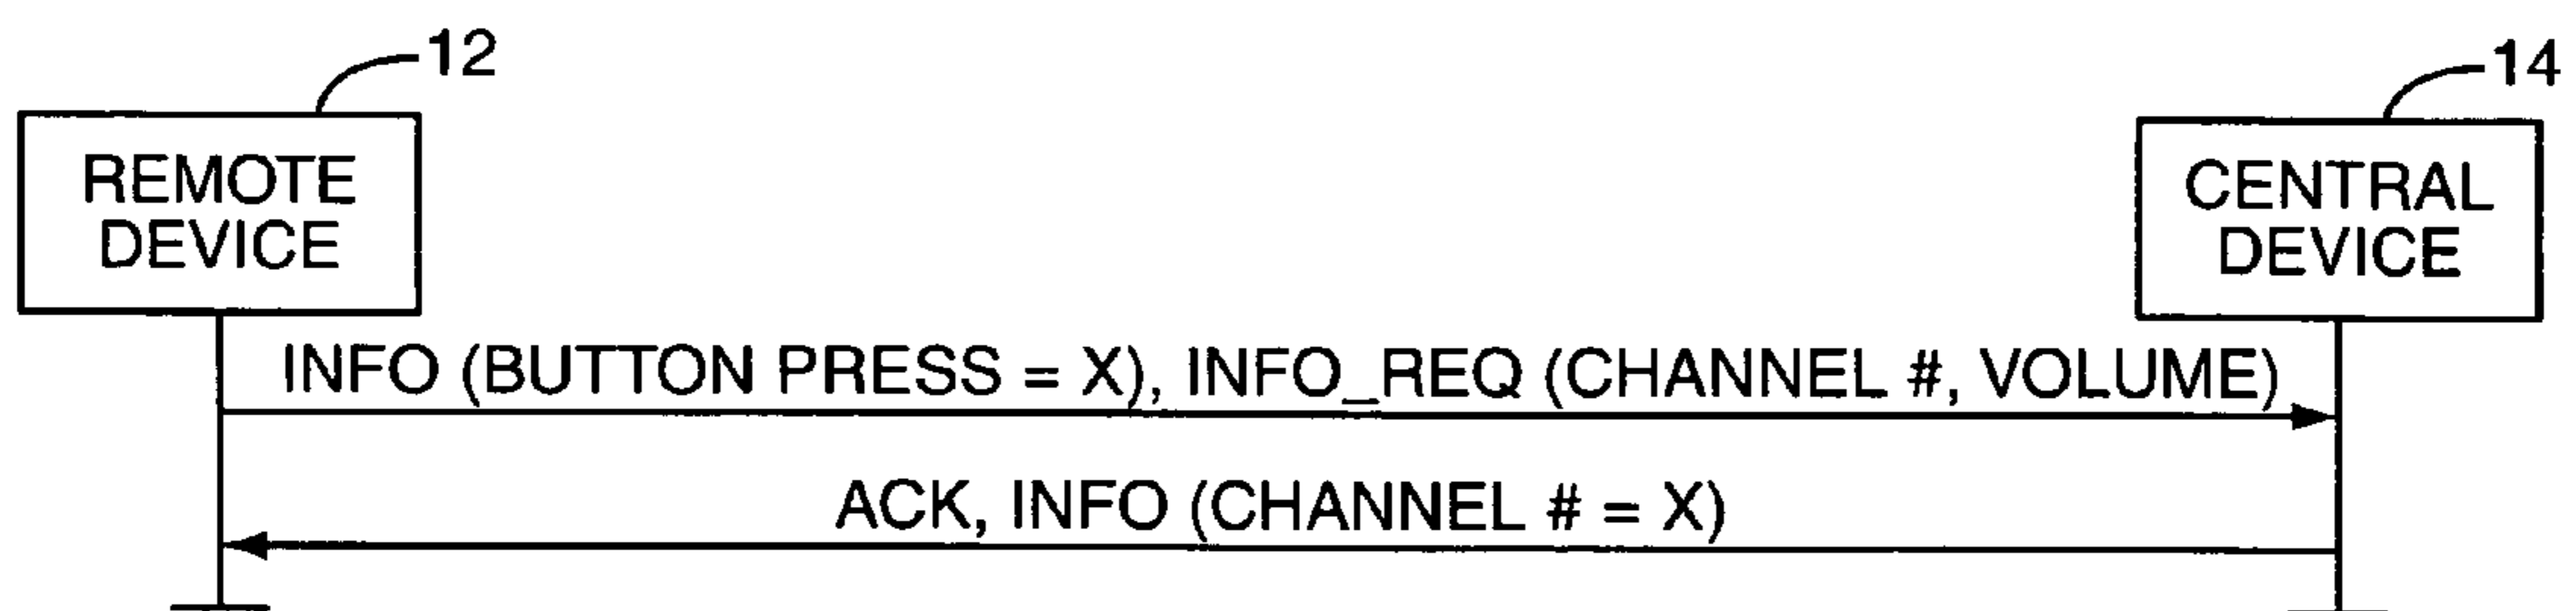 12
14
REMOTE
DEVICE
CENTRAL
DEVICE
INFO (BUTTON PRESS = X), INFO_REQ (CHANNEL #, VOLUME)
ACK, INFO (CHANNEL # = X)